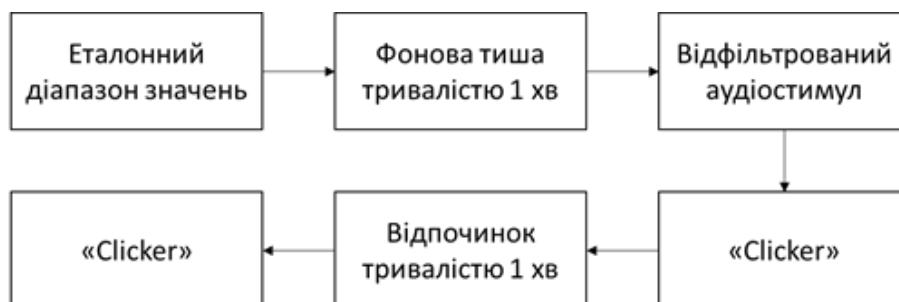 Еталонний
діапазон значень
Фонова тиша
тривалістю 1 хв
Відфільтрований
аудіостимул
«Clicker»
Відпочинок
тривалістю 1 хв
«Clicker»